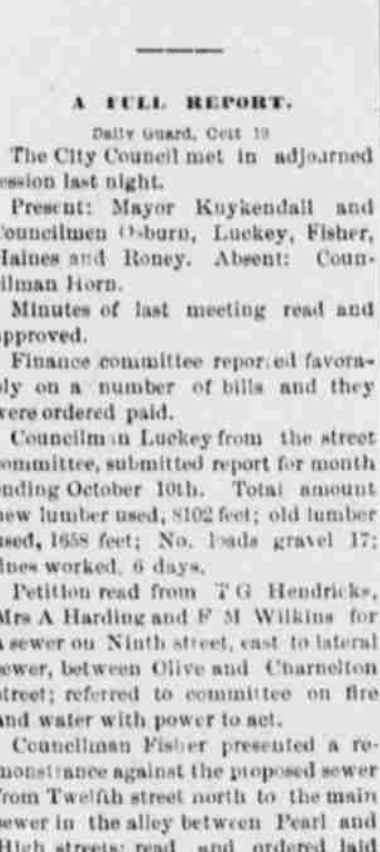 A FULL REPORT.
Daily Guard, Oct 19
The City Council met in adjourned
ession last night.
Present: Mayor Kuykendall and
Councilmen Osburn, Luckey, Fisher,
Haines and Roney. Absent: Coun-
ilman Horn.
Minutes of last meeting read and
approved.
Finance committee reported favora-
bly on a number of bills and they
were ordered paid.
Councilman Luckey from the street
committee, submitted report for month
ending October 10th. Total amount
new lumber used, 8102 feet; old lumber
used, 1658 feet; No. loads gravel 17;
fines worked, 6 days.
Petition read from T G Hendricks,
Mrs A Harding and F M Wilkins for
a sewer on Ninth street, east to lateral
sewer, between Olive and Charnelton
street; referred to committee on fire
and water with power to act.
Councilman Fisher presented a re-
monstrance against the proposed sewer
from Twelfth street north to the main
sewer in the alley between Pearl and
High streets; read and ordered laid